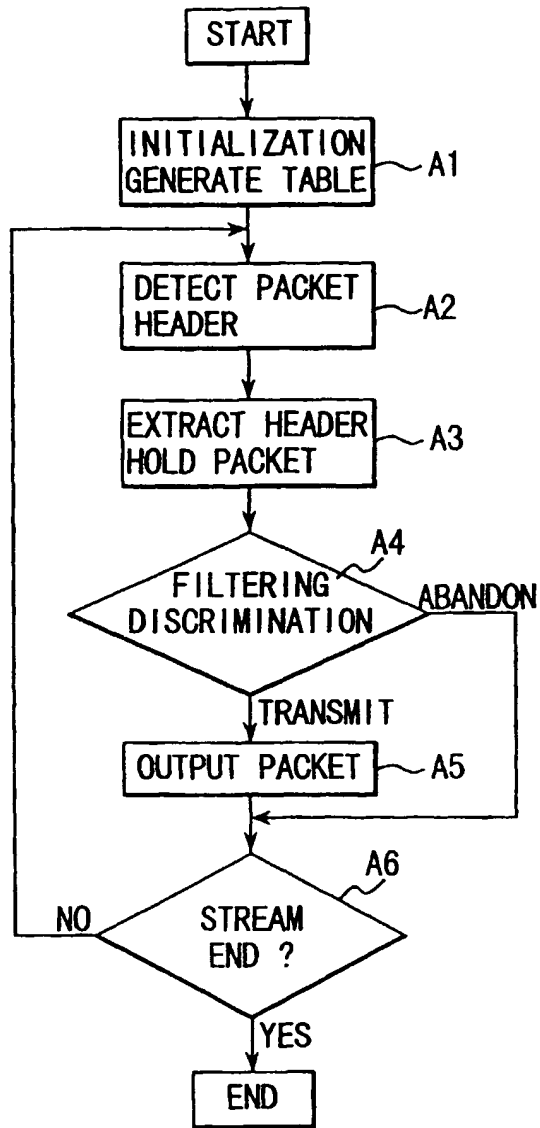 START
INITIALIZATION
GENERATE TABLE
A1
DETECT PACKET
HEADER
A2
EXTRACT HEADER
HOLD PACKET
A3
A4
FILTERING
DISCRIMINATION
ABANDON
TRANSMIT
OUTPUT PACKET
A5
A6
STREAM
END ?
NO
YES
END